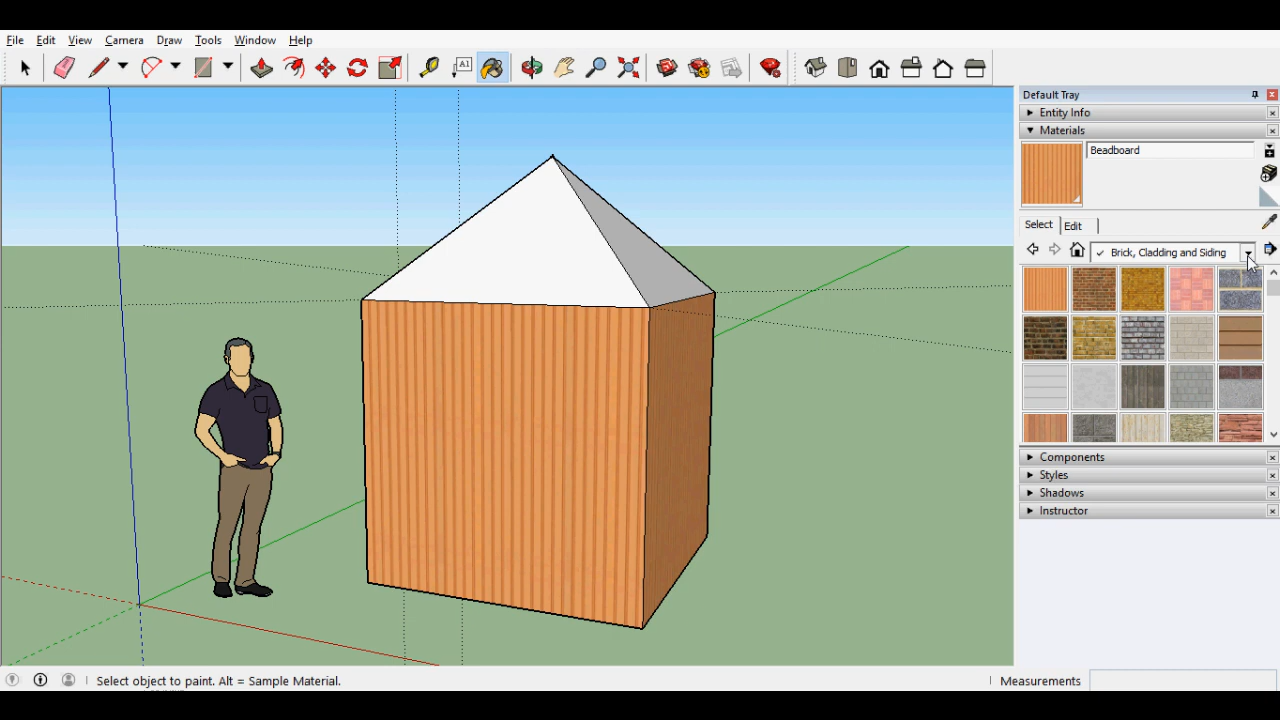 File Edit View Camera Draw Tools Window Help
A1
Default Tray
Entity Info
Materials
Beadboard
Select Edit
Brick, Cladding and Siding
Components
Styles
Shadows
Instructor
Select object to paint. Alt = Sample Material.
Measurements